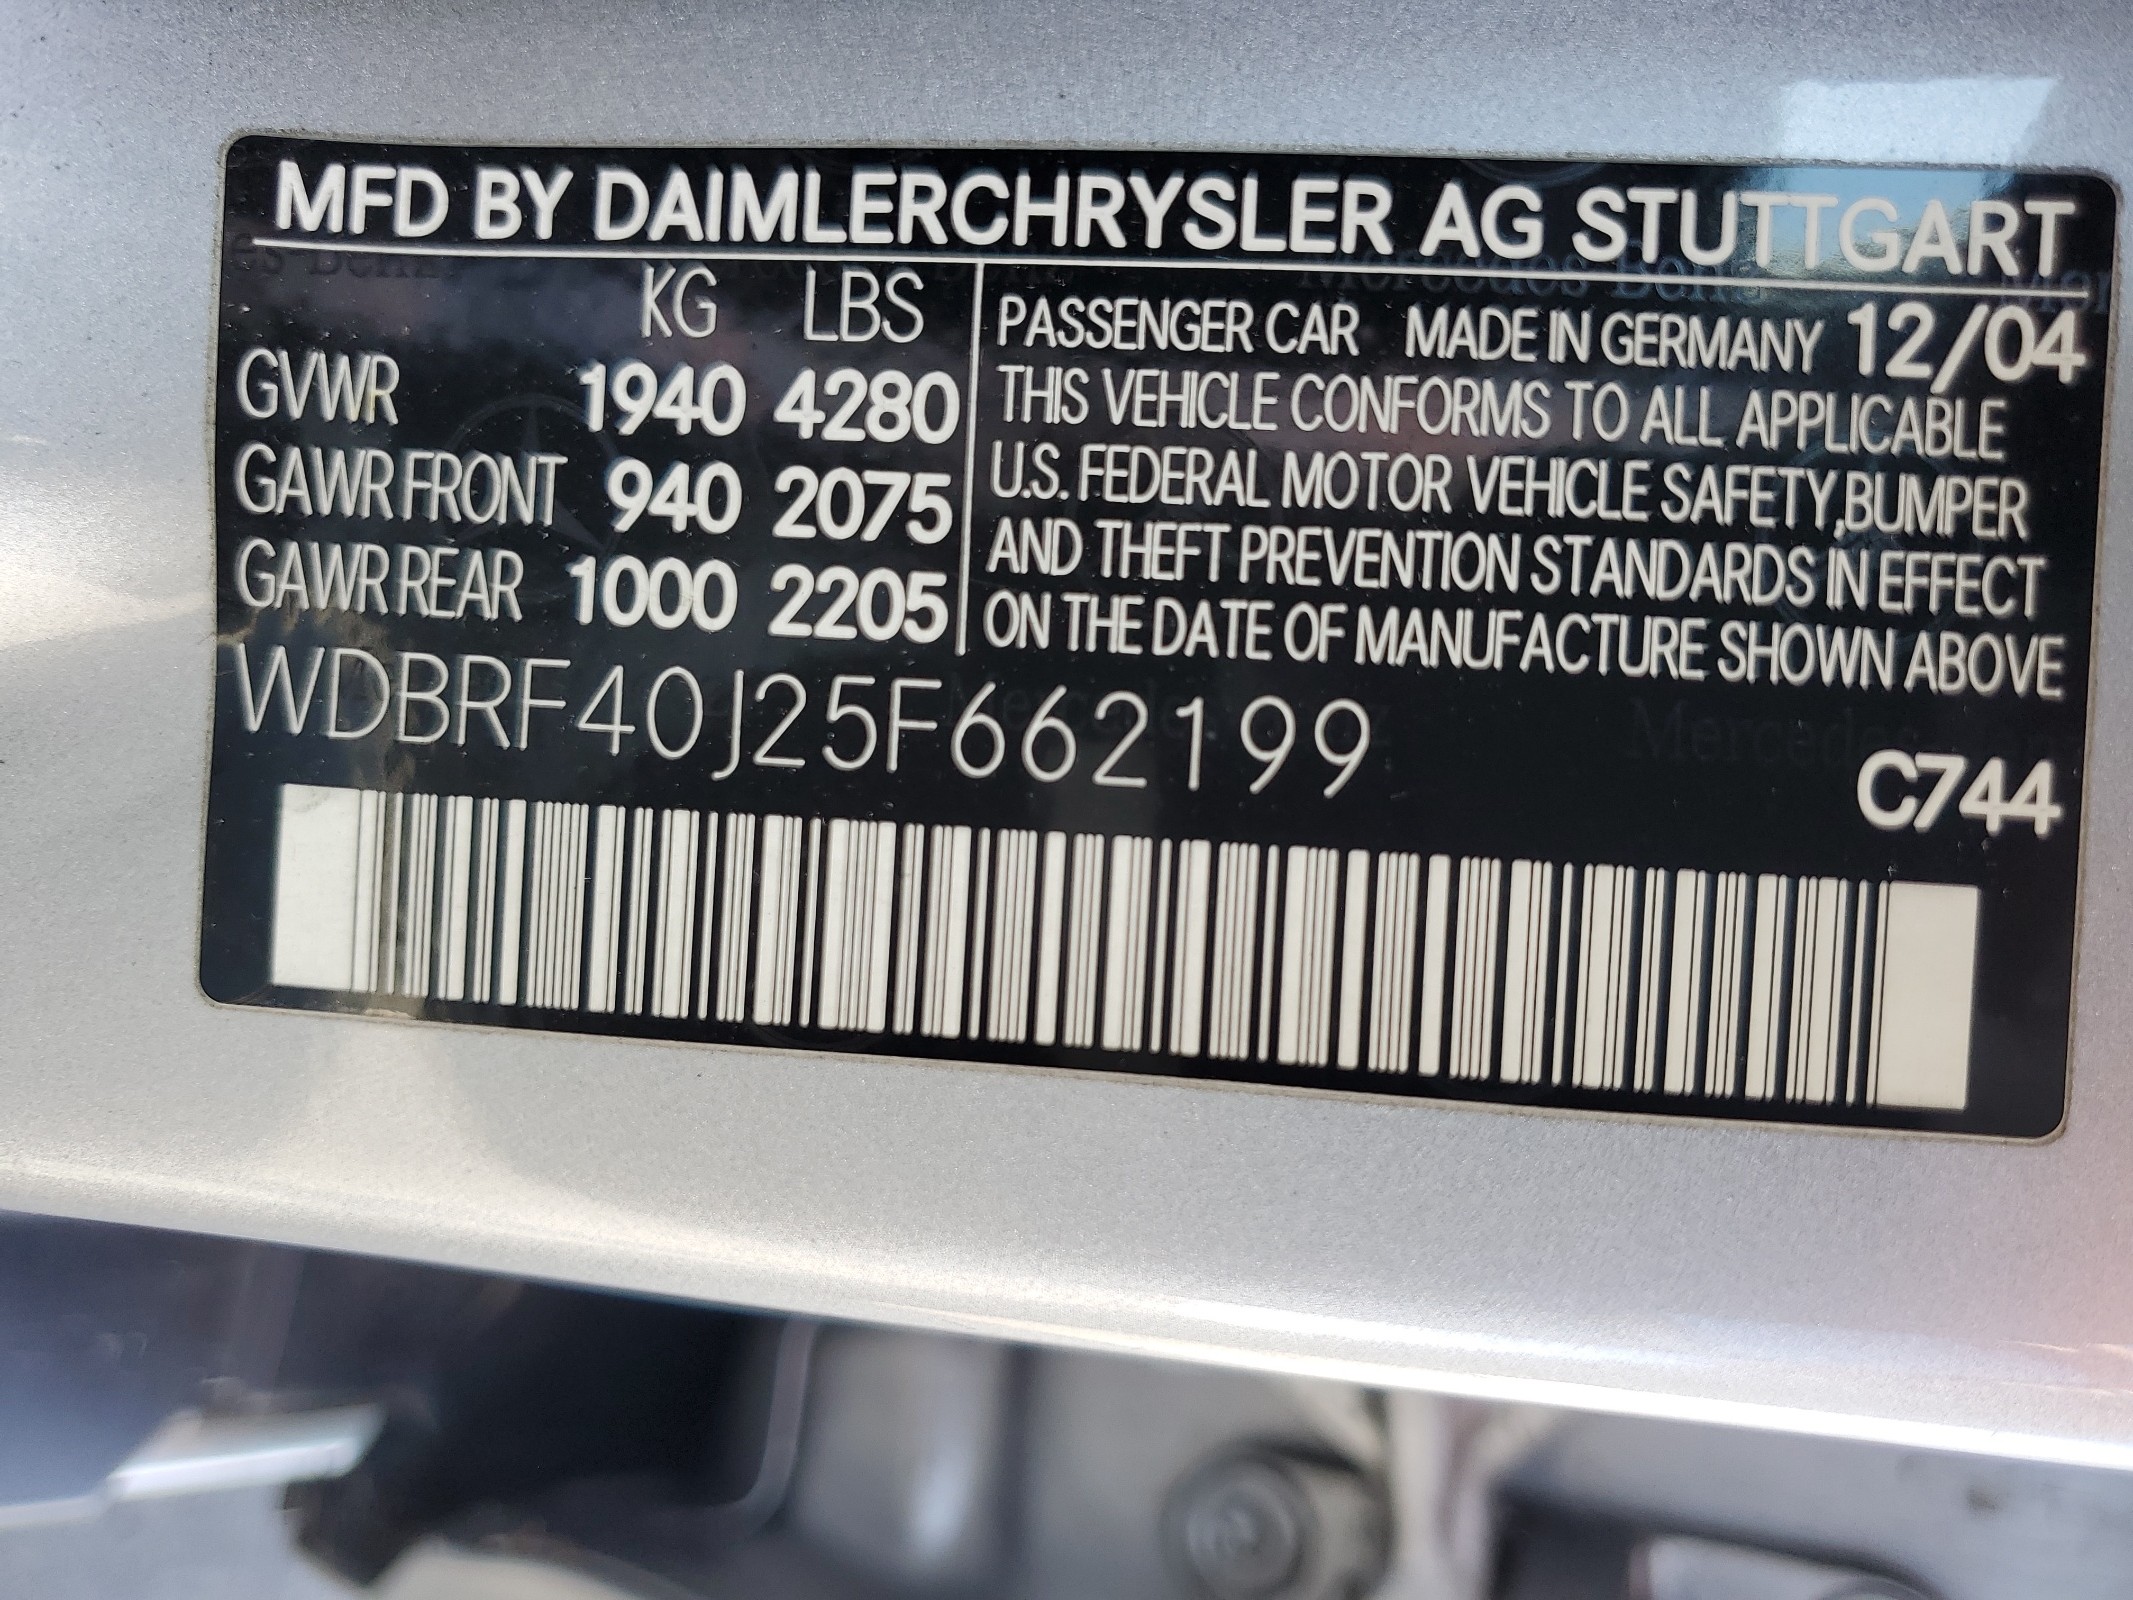 MFD BY DAIMLERCHRYSLER AG STUTTGART
KG LBS
GVWR 1940 4280
GAWR FRONT 940 2075
GAWR REAR 1000 2205
PASSENGER CAR MADE IN GERMANY 12/04
THIS VEHICLE CONFORMS TO ALL APPLICABLE
U.S. FEDERAL MOTOR VEHICLE SAFETY,BUMPER
AND THEFT PREVENTION STANDARDS IN EFFECT
ON THE DATE OF MANUFACTURE SHOWN ABOVE
WDBRF40J25F662199
C744